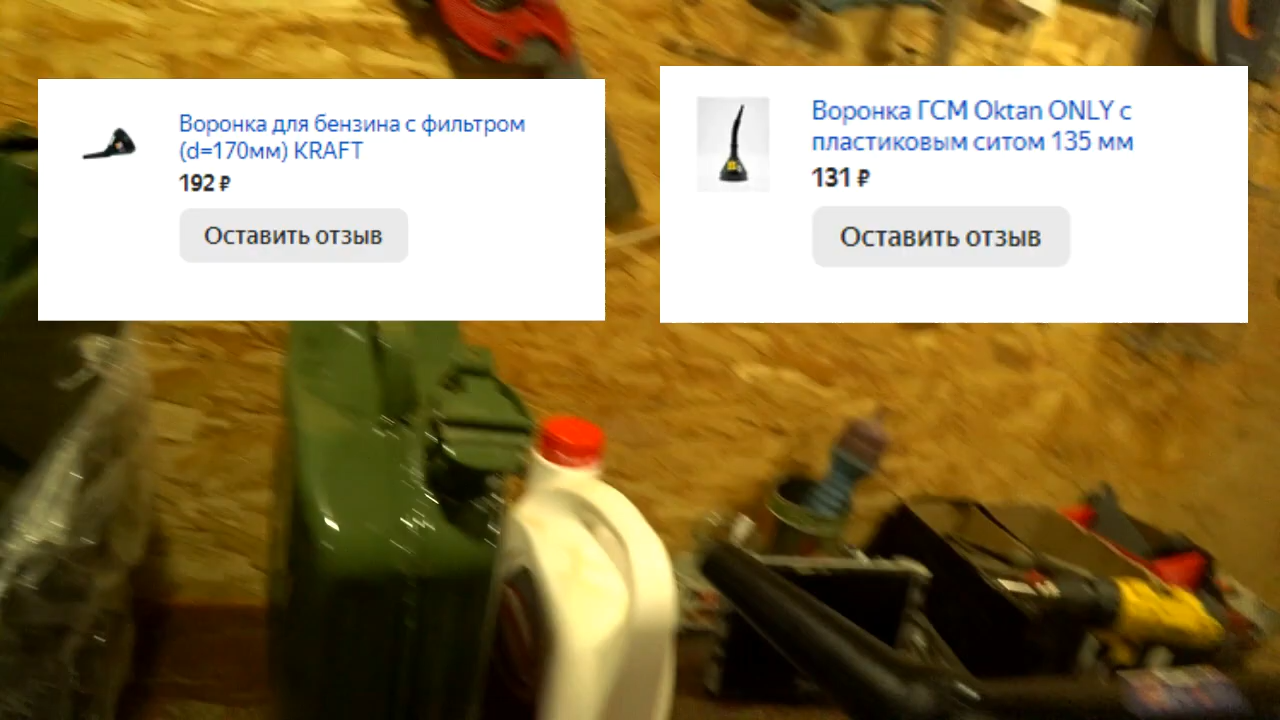 Воронка для бензина с фильтром
(d=170мм) KRAFT
192 ₽
Оставить отзыв
Воронка ГСМ Oktan ONLY с
пластиковым ситом 135 мм
131 ₽
Оставить отзыв